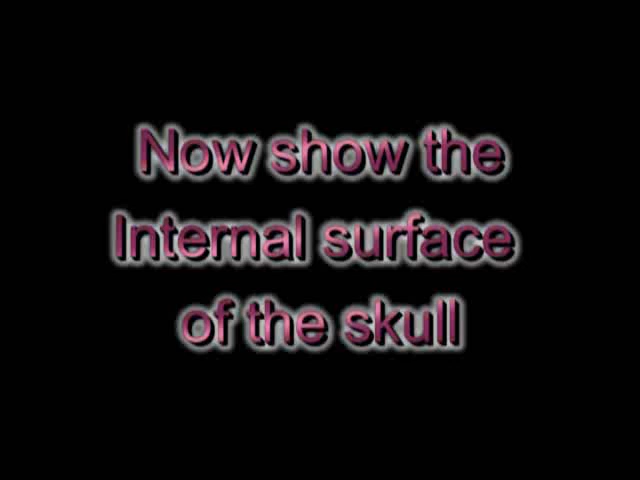 Now show the
Internal surface
of the skull